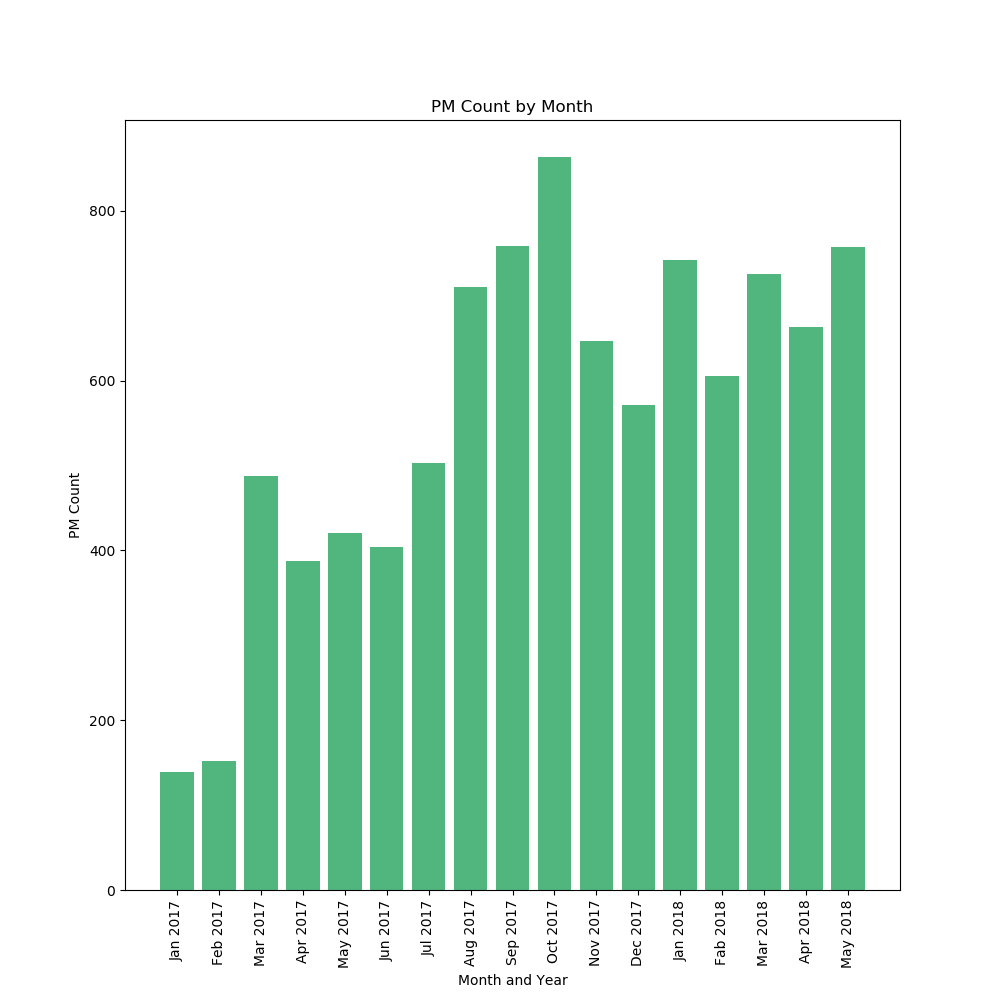 PM Count by Month
PM Count
800
600
400
200
0
Jan 2017
Feb 2017
Mar 2017
Apr 2017
May 2017
Jun 2017
Jul 2017
Aug 2017
Sep 2017
Oct 2017
Nov 2017
Dec 2017
Jan 2018
Fab 2018
Mar 2018
Apr 2018
May 2018
Month and Year